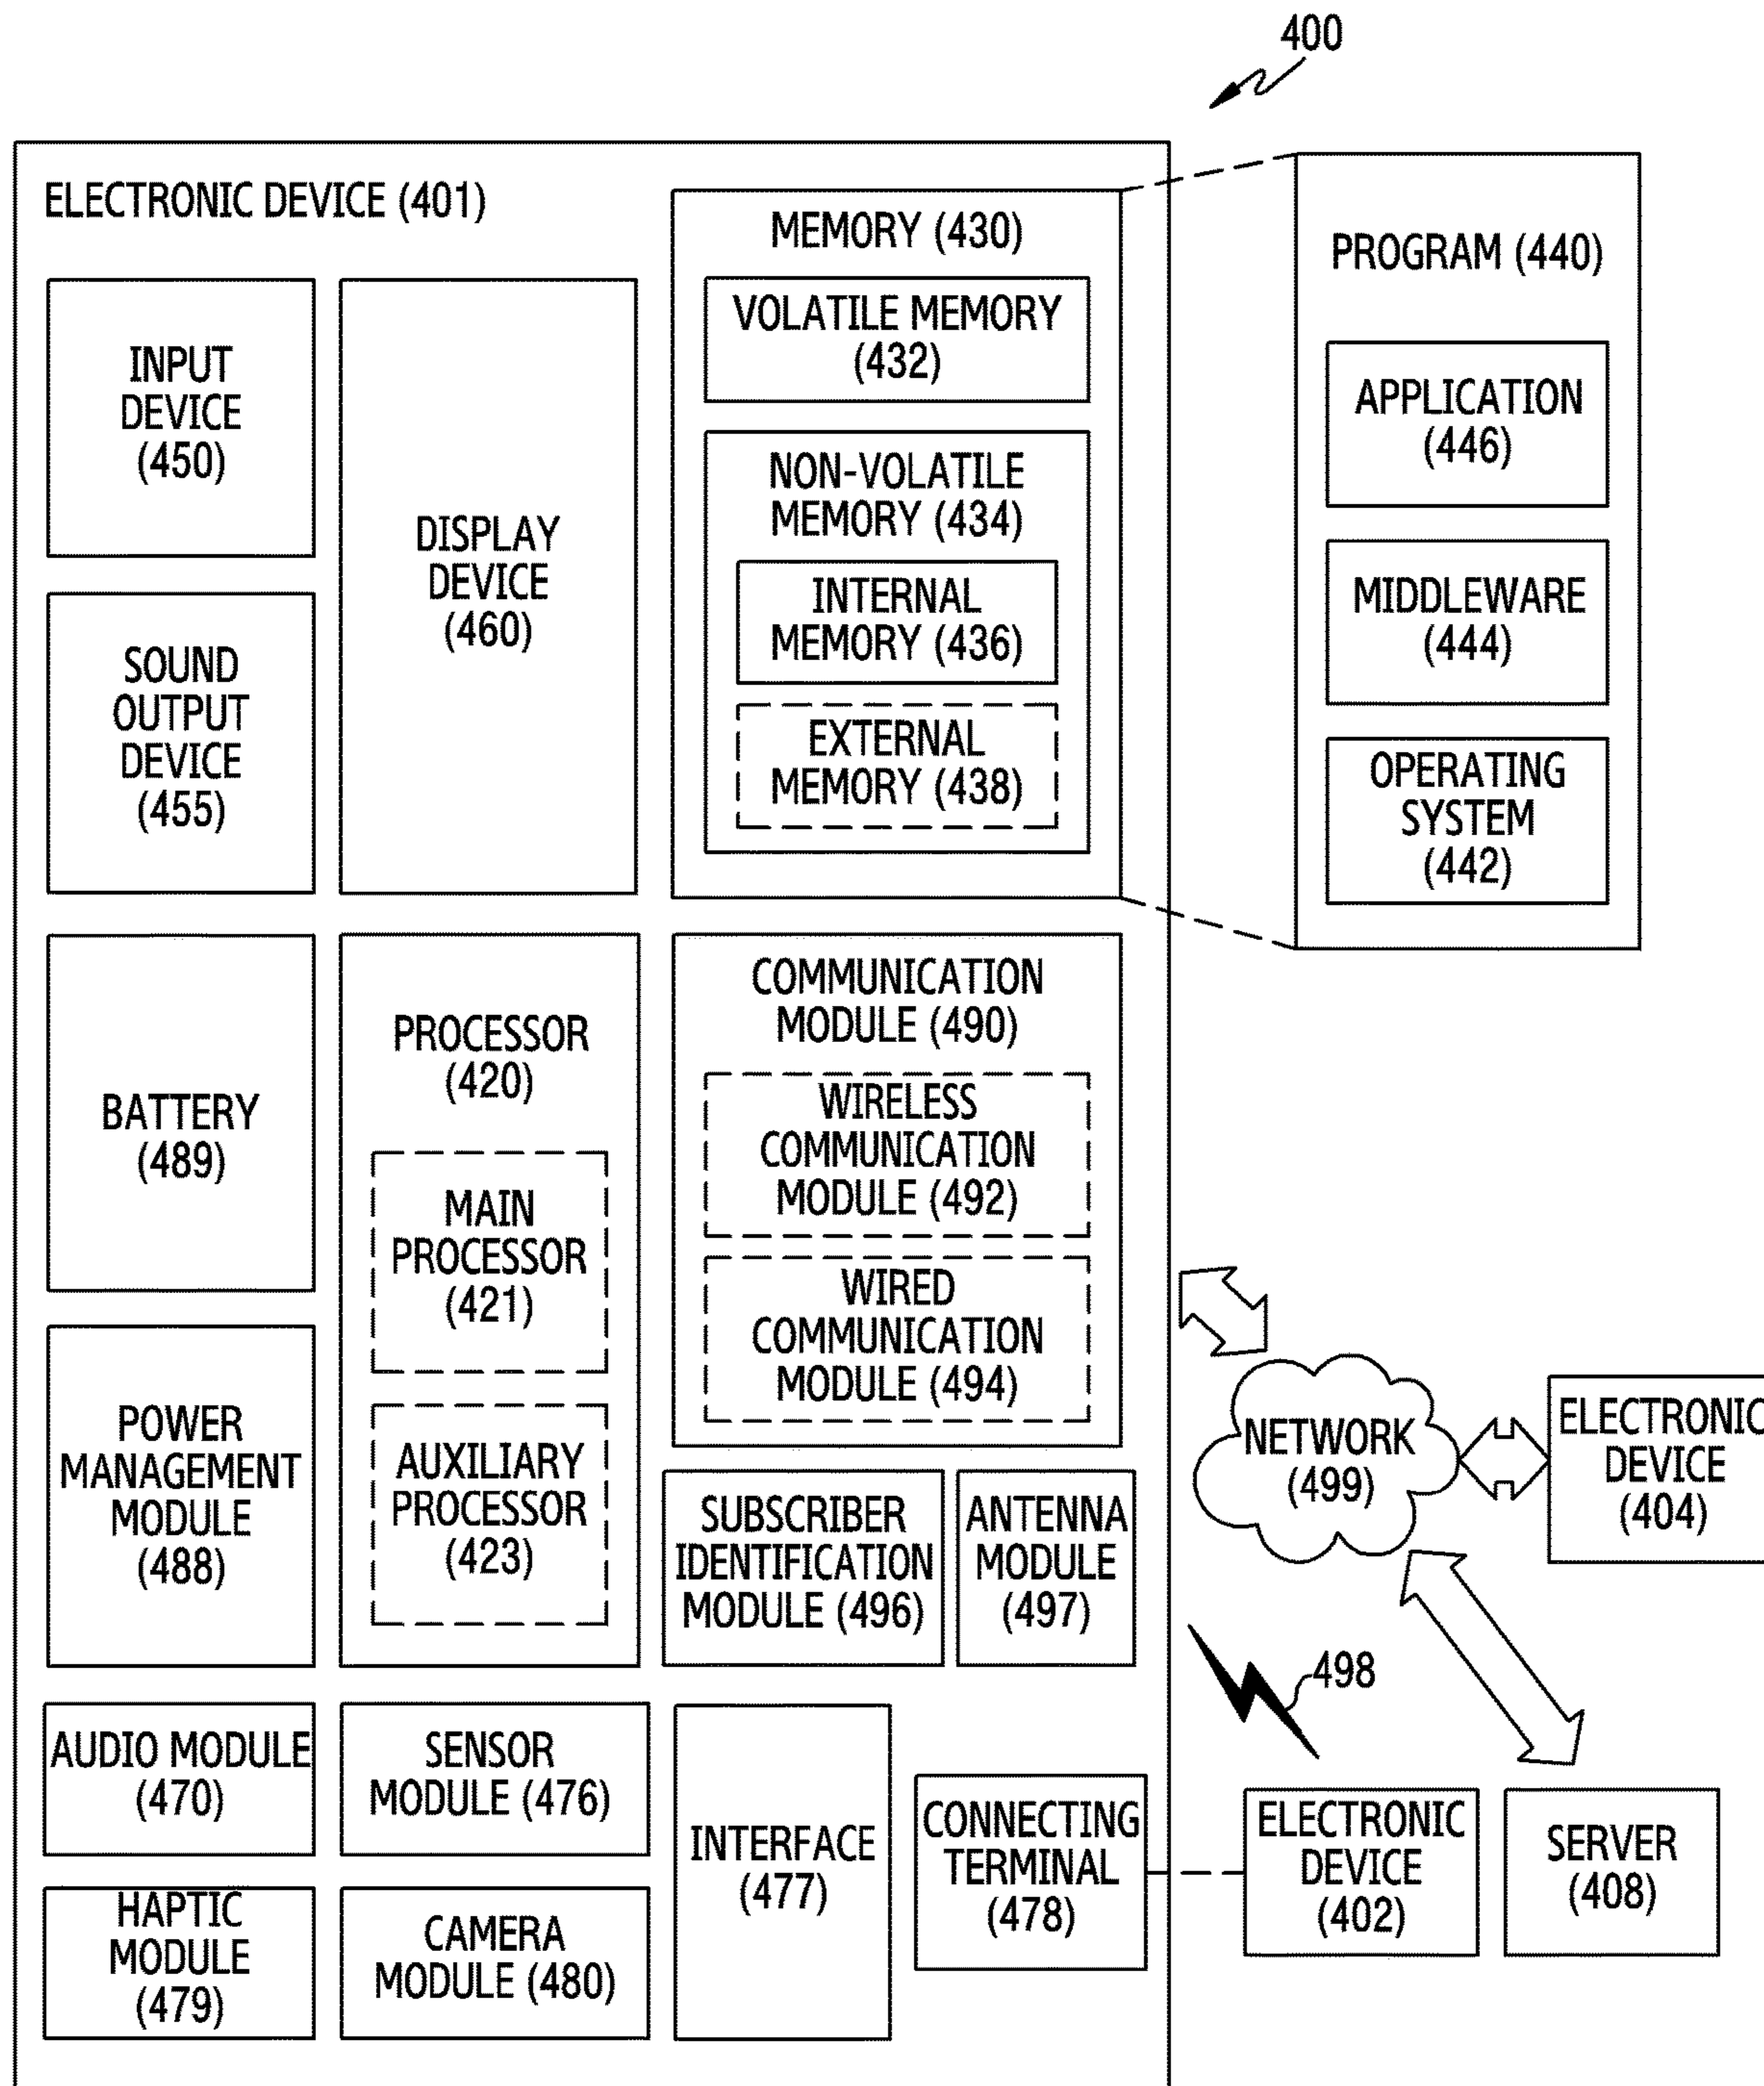 400
ELECTRONIC DEVICE (401)
INPUT
DEVICE
(450)
SOUND
OUTPUT
DEVICE
(455)
DISPLAY
DEVICE
(460)
MEMORY (430)
VOLATILE MEMORY
(432)
NON-VOLATILE
MEMORY (434)
INTERNAL
MEMORY (436)
EXTERNAL
MEMORY (438)
PROGRAM (440)
APPLICATION
(446)
MIDDLEWARE
(444)
OPERATING
SYSTEM
(442)
BATTERY
(489)
POWER
MANAGEMENT
MODULE
(488)
PROCESSOR
(420)
MAIN
PROCESSOR
(421)
AUXILIARY
PROCESSOR
(423)
COMMUNICATION
MODULE (490)
WIRELESS
COMMUNICATION
MODULE (492)
WIRED
COMMUNICATION
MODULE (494)
SUBSCRIBER
IDENTIFICATION
MODULE (496)
ANTENNA
MODULE
(497)
NETWORK
(499)
ELECTRONIC
DEVICE
(404)
498
AUDIO MODULE
(470)
SENSOR
MODULE (476)
HAPTIC
MODULE
(479)
CAMERA
MODULE (480)
INTERFACE
(477)
CONNECTING
TERMINAL
(478)
ELECTRONIC
DEVICE
(402)
SERVER
(408)